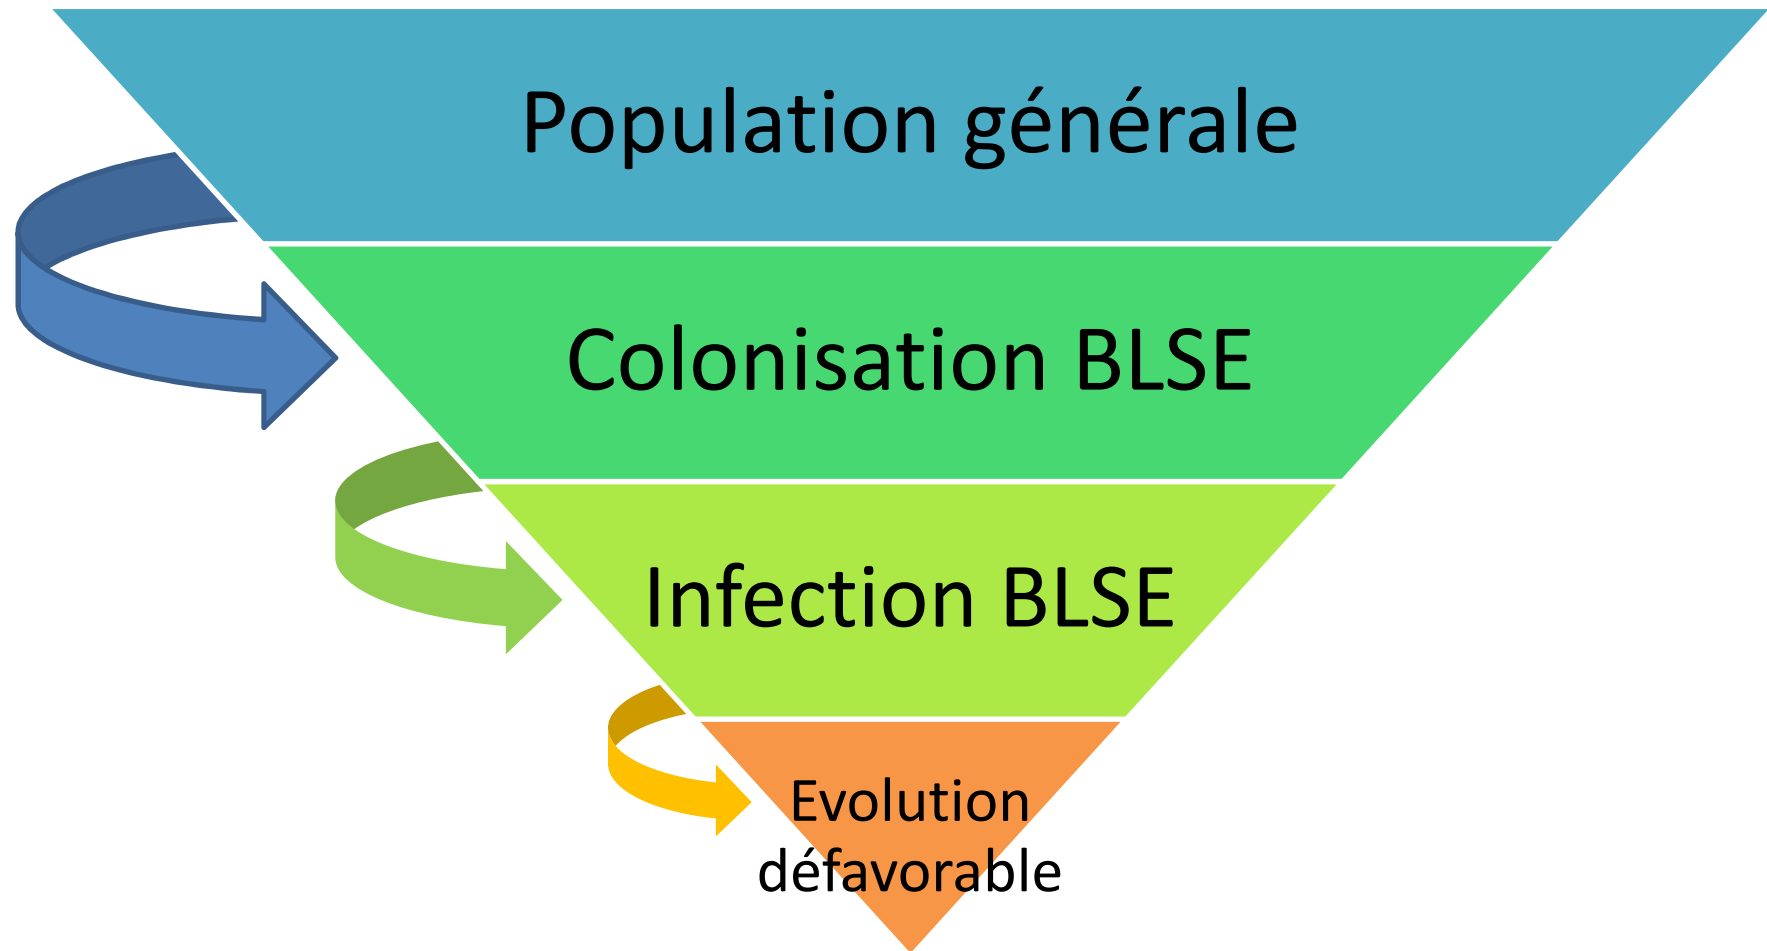 Population générale
Colonisation BLSE
Infection BLSE
Evolution
défavorable